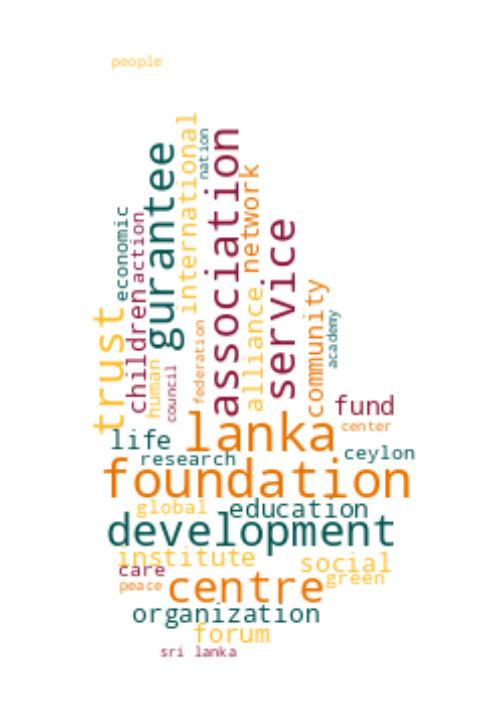 people
international
nation
association
gurantee
network
economic
action
children
service
trust
community
alliance
academy
federation
human
council
fund
lanka
center
life
ceylon
research
foundation
global
education
development
institute
social
care
green
peace
centre
organization
forum
sri lanka